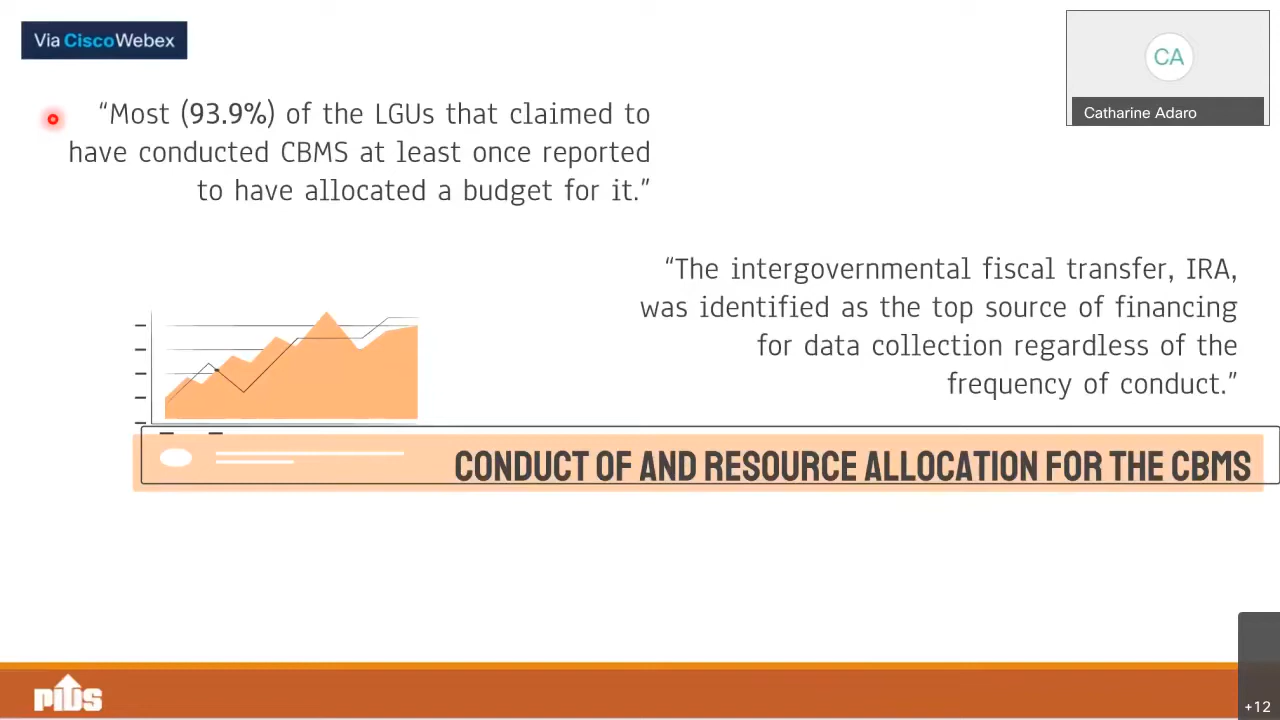 Via CiscoWebex
CA
Catharine Adaro
“Most (93.9%) of the LGUs that claimed to
have conducted CBMS at least once reported
to have allocated a budget for it.”
“The intergovernmental fiscal transfer, IRA,
was identified as the top source of financing
for data collection regardless of the
frequency of conduct.”
CONDUCT OF AND RESOURCE ALLOCATION FOR THE CBMS
PIDS
+12